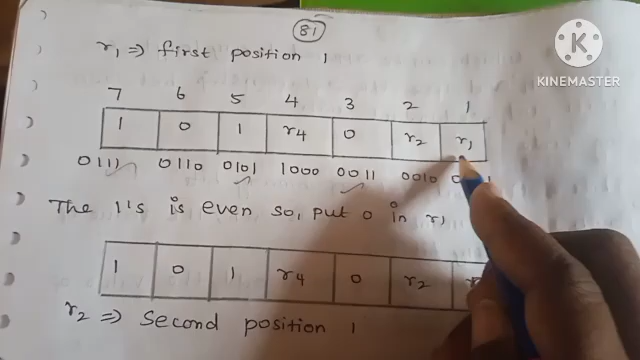 81
K
KINEMASTER
r1 => first position 1
7 6 5 4 3 2 1
1 0 1 r4 0 r2 r1
0111 0110 0101 1000 0011 0010
The 1's is even so, put 0 in r1
1 0 1 r4 0 r2
r2 => second position 1